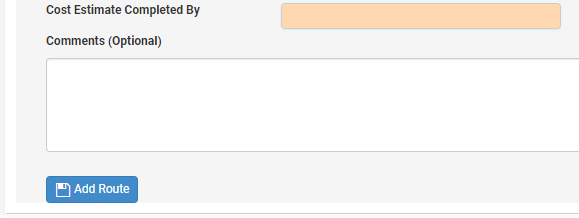 Cost Estimate Completed By
Comments (Optional)
Add Route